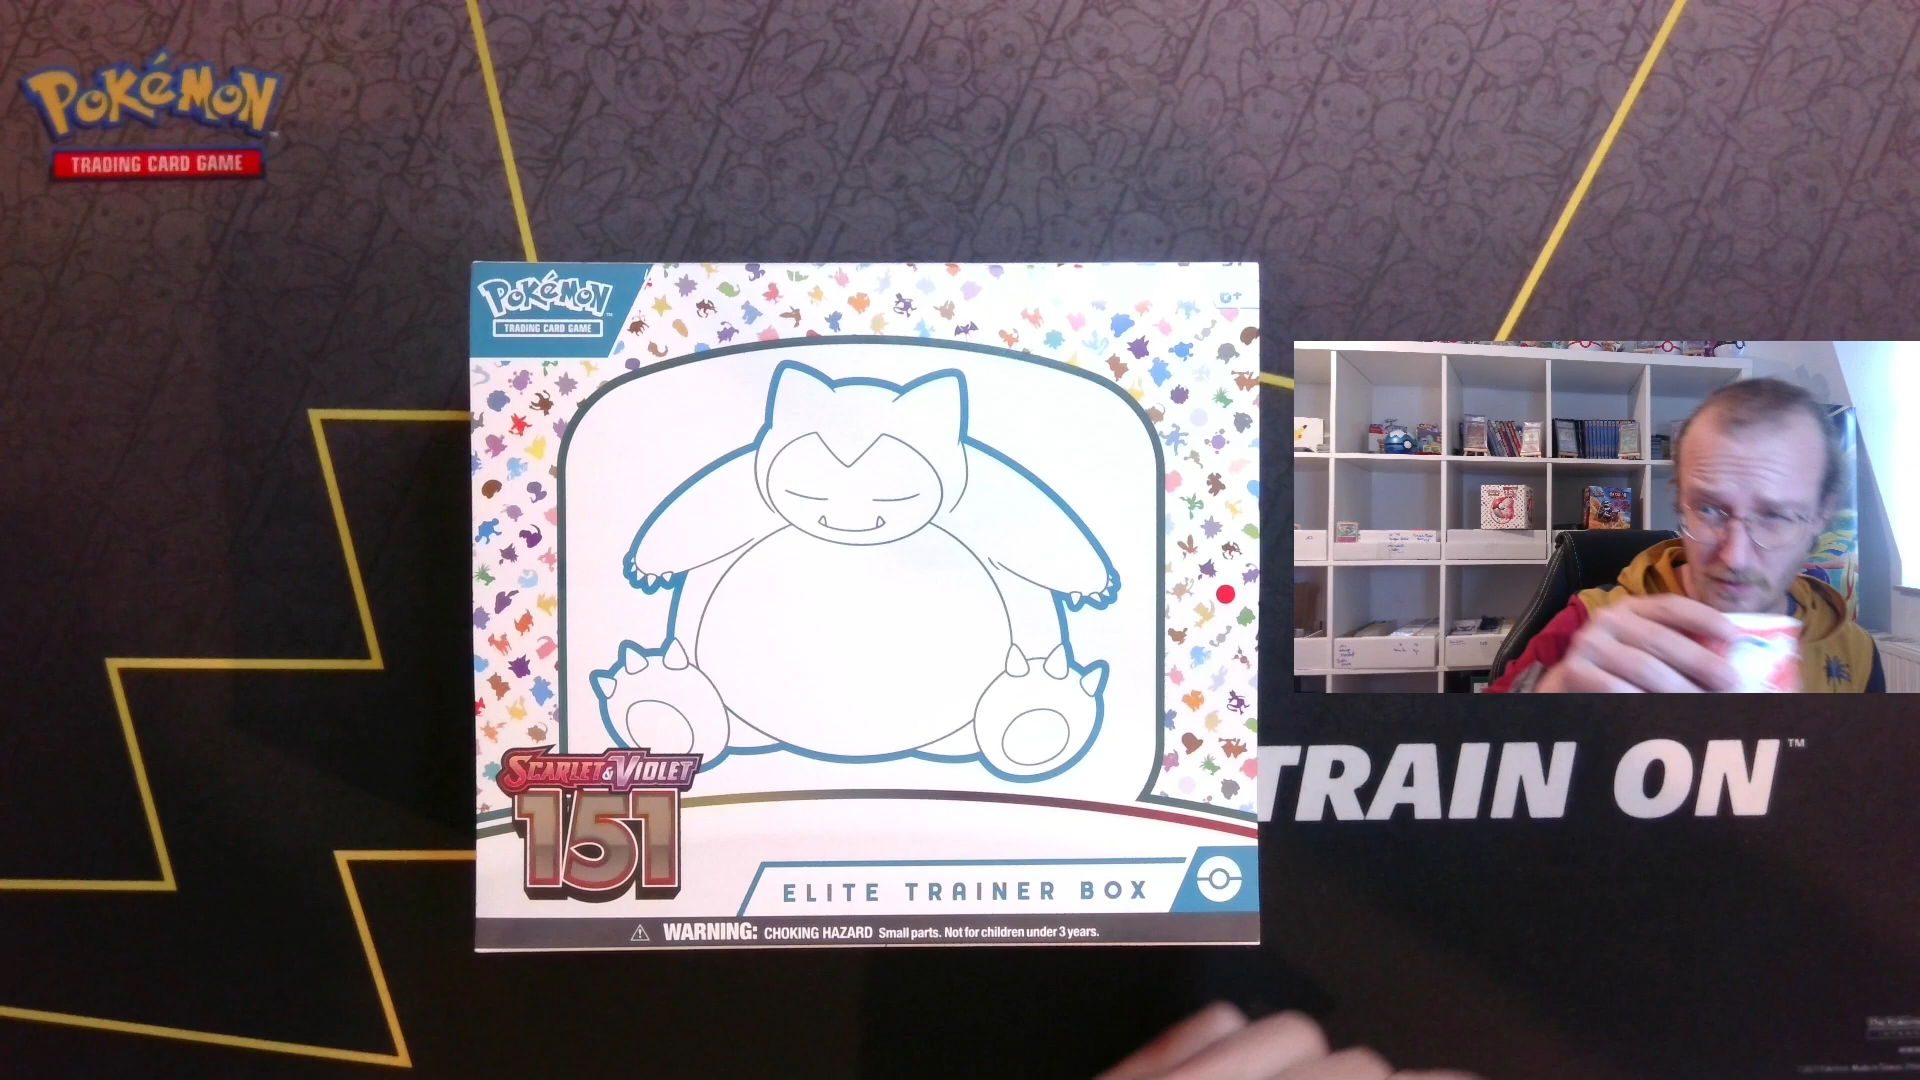 POKéMON
TRADING CARD GAME
POKéMON
TRADING CARD GAME
SCARLET & VIOLET
151
ELITE TRAINER BOX
WARNING: CHOKING HAZARD Small parts. Not for children under 3 years.
TRAIN ON™